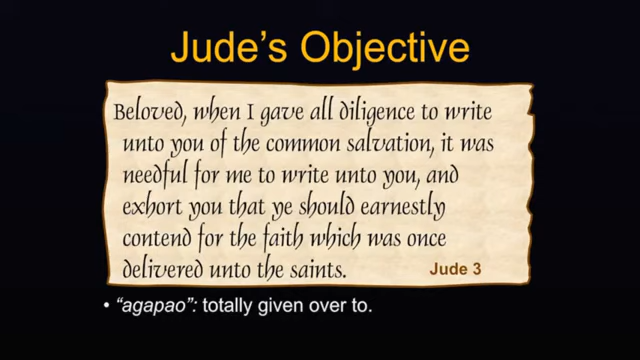 Jude's Objective
Beloved, when I gave all diligence to write
unto you of the common salvation, it was
needful for me to write unto you, and
exhort you that ye should earnestly
contend for the faith which was once
delivered unto the saints.    Jude 3
• “agapao”: totally given over to.